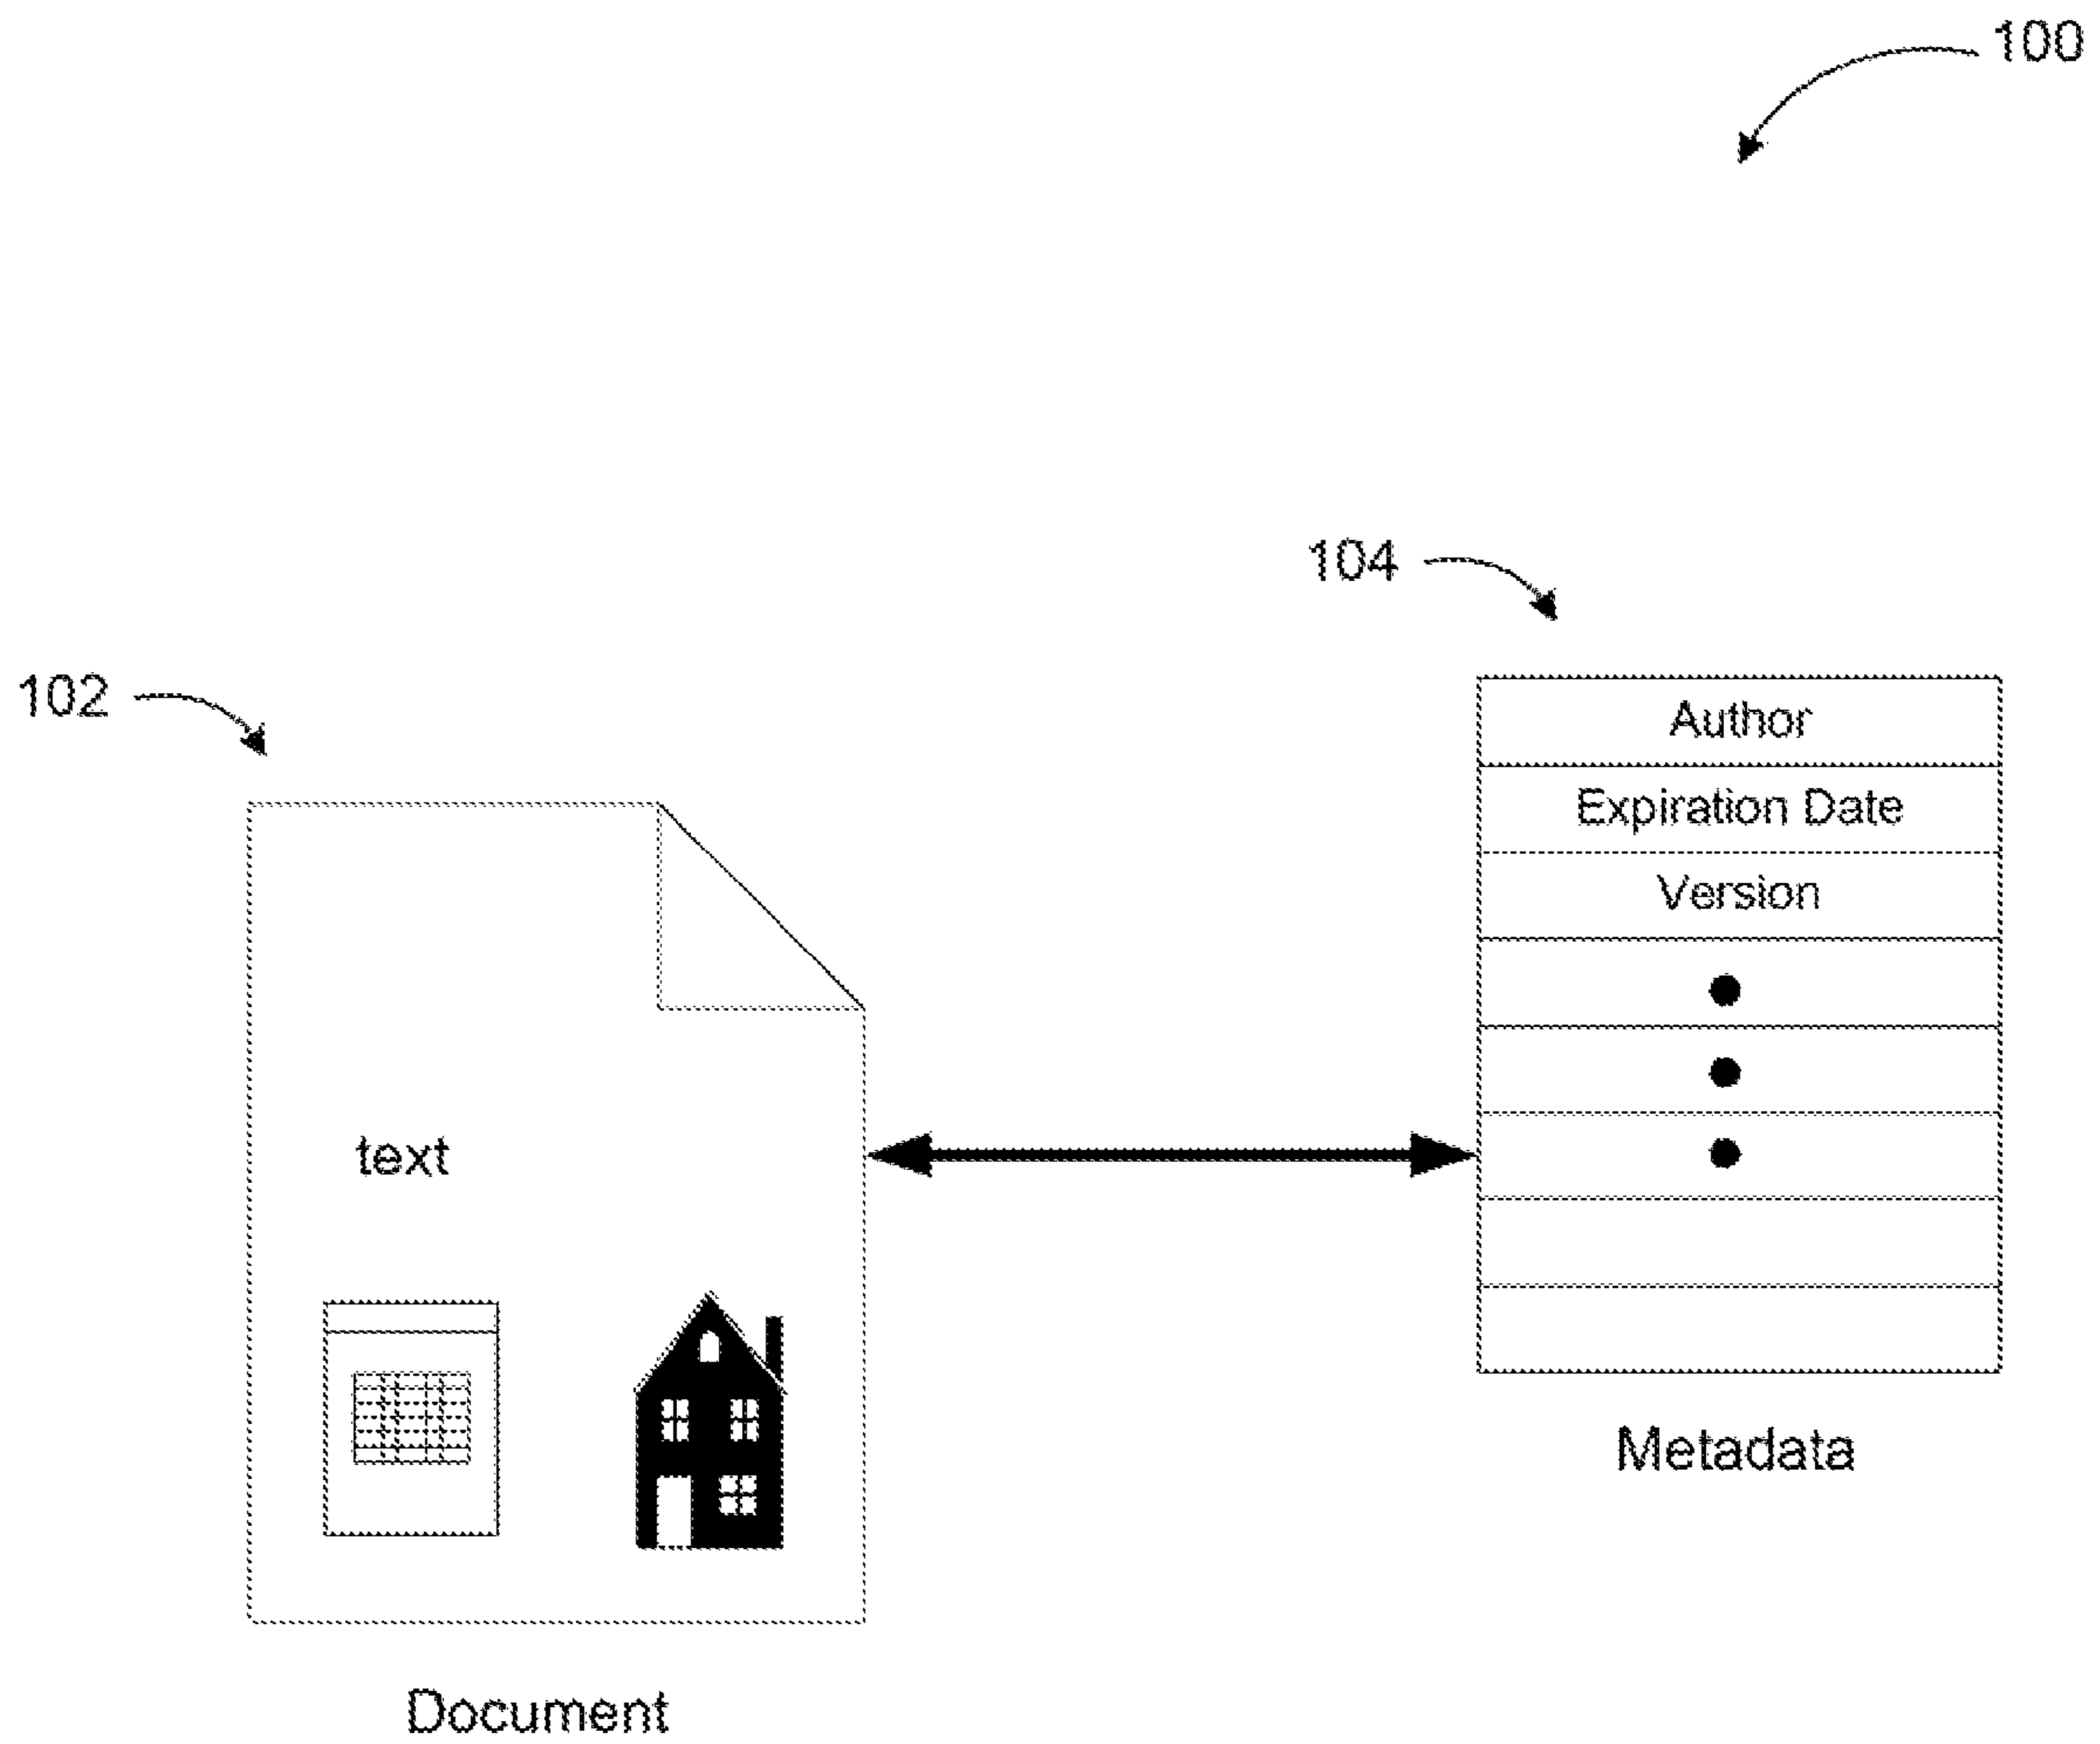 100
104
102
Author
Expiration Date
Version
text
Metadata
Document